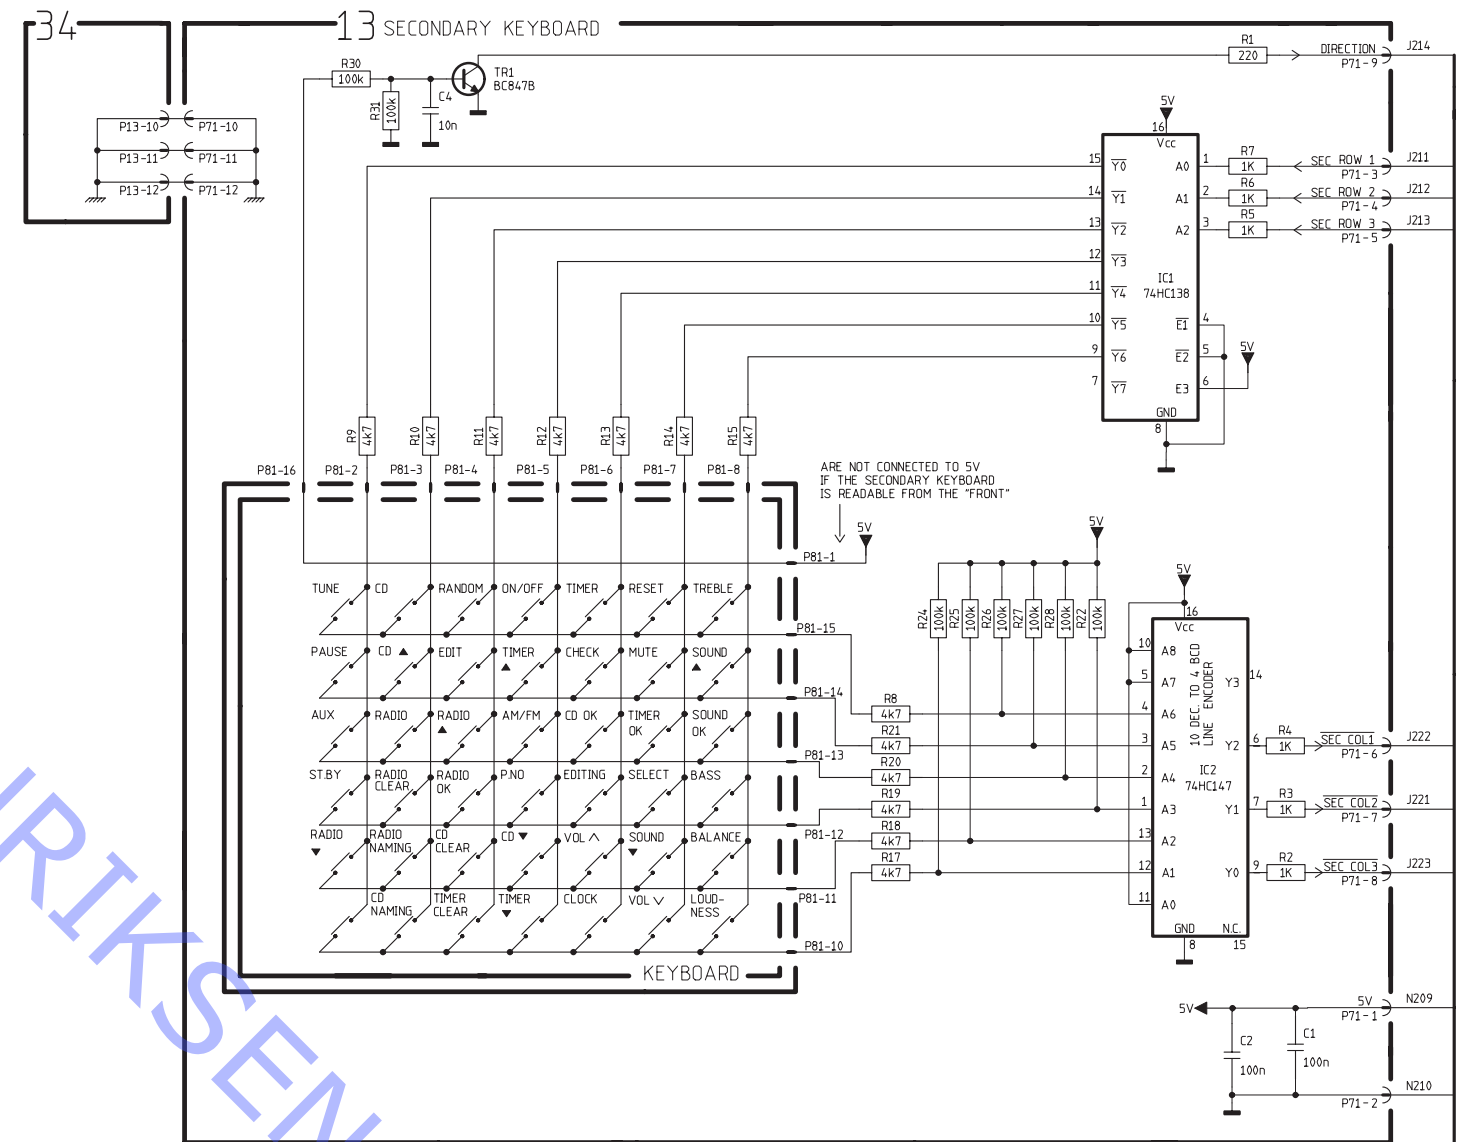 34
13 SECONDARY KEYBOARD
R30
100k
R31
100k
C4
10n
TR1
BC847B
R1
220
DIRECTION
P71-9
J214
P13-10
P71-10
P13-11
P71-11
P13-12
P71-12
5V
16
Vcc
15 Y0
A0 1
R7
1K
SEC ROW 1
P71-3
J211
14 Y1
A1 2
R6
1K
SEC ROW 2
P71-4
J212
13 Y2
A2 3
R5
1K
SEC ROW 3
P71-5
J213
12 Y3
IC1
74HC138
11 Y4
10 Y5
E1 4
9 Y6
E2 5
5V
7 Y7
E3 6
GND
8
R9
4k7
R10
4k7
R11
4k7
R12
4k7
R13
4k7
R14
4k7
R15
4k7
P81-16
P81-2
P81-3
P81-4
P81-5
P81-6
P81-7
P81-8
ARE NOT CONNECTED TO 5V
IF THE SECONDARY KEYBOARD
IS READABLE FROM THE "FRONT"
5V
P81-1
TUNE
CD
RANDOM
ON/OFF
TIMER
RESET
TREBLE
P81-15
PAUSE
CD ▲
EDIT
TIMER
▲
CHECK
MUTE
SOUND
▲
P81-14
AUX
RADIO
RADIO
▲
AM/FM
CD OK
TIMER
OK
SOUND
OK
P81-13
ST.BY
RADIO
CLEAR
RADIO
OK
P.NO
EDITING
SELECT
BASS
P81-12
RADIO
▼
RADIO
NAMING
CD
CLEAR
CD ▼
VOL ∧
SOUND
▼
BALANCE
P81-11
CD
NAMING
TIMER
CLEAR
TIMER
▼
CLOCK
VOL ∨
LOUD-
NESS
P81-10
KEYBOARD
R8
4k7
R21
4k7
R20
4k7
R19
4k7
R18
4k7
R17
4k7
5V
R24
100k
R25
100k
R26
100k
R27
100k
R28
100k
R22
100k
5V
16
Vcc
10 A8
5 A7
4 A6
3 A5
2 A4
1 A3
13 A2
12 A1
11 A0
10 DEC. TO 4 BCD
LINE ENCODER
IC2
74HC147
Y3 14
Y2 6
Y1 7
Y0 9
GND
8
N.C.
15
R4
1K
SEC COL1
P71-6
J222
R3
1K
SEC COL2
P71-7
J221
R2
1K
SEC COL3
P71-8
J223
5V
5V
P71-1
N209
C2
100n
C1
100n
P71-2
N210
RIKSEN